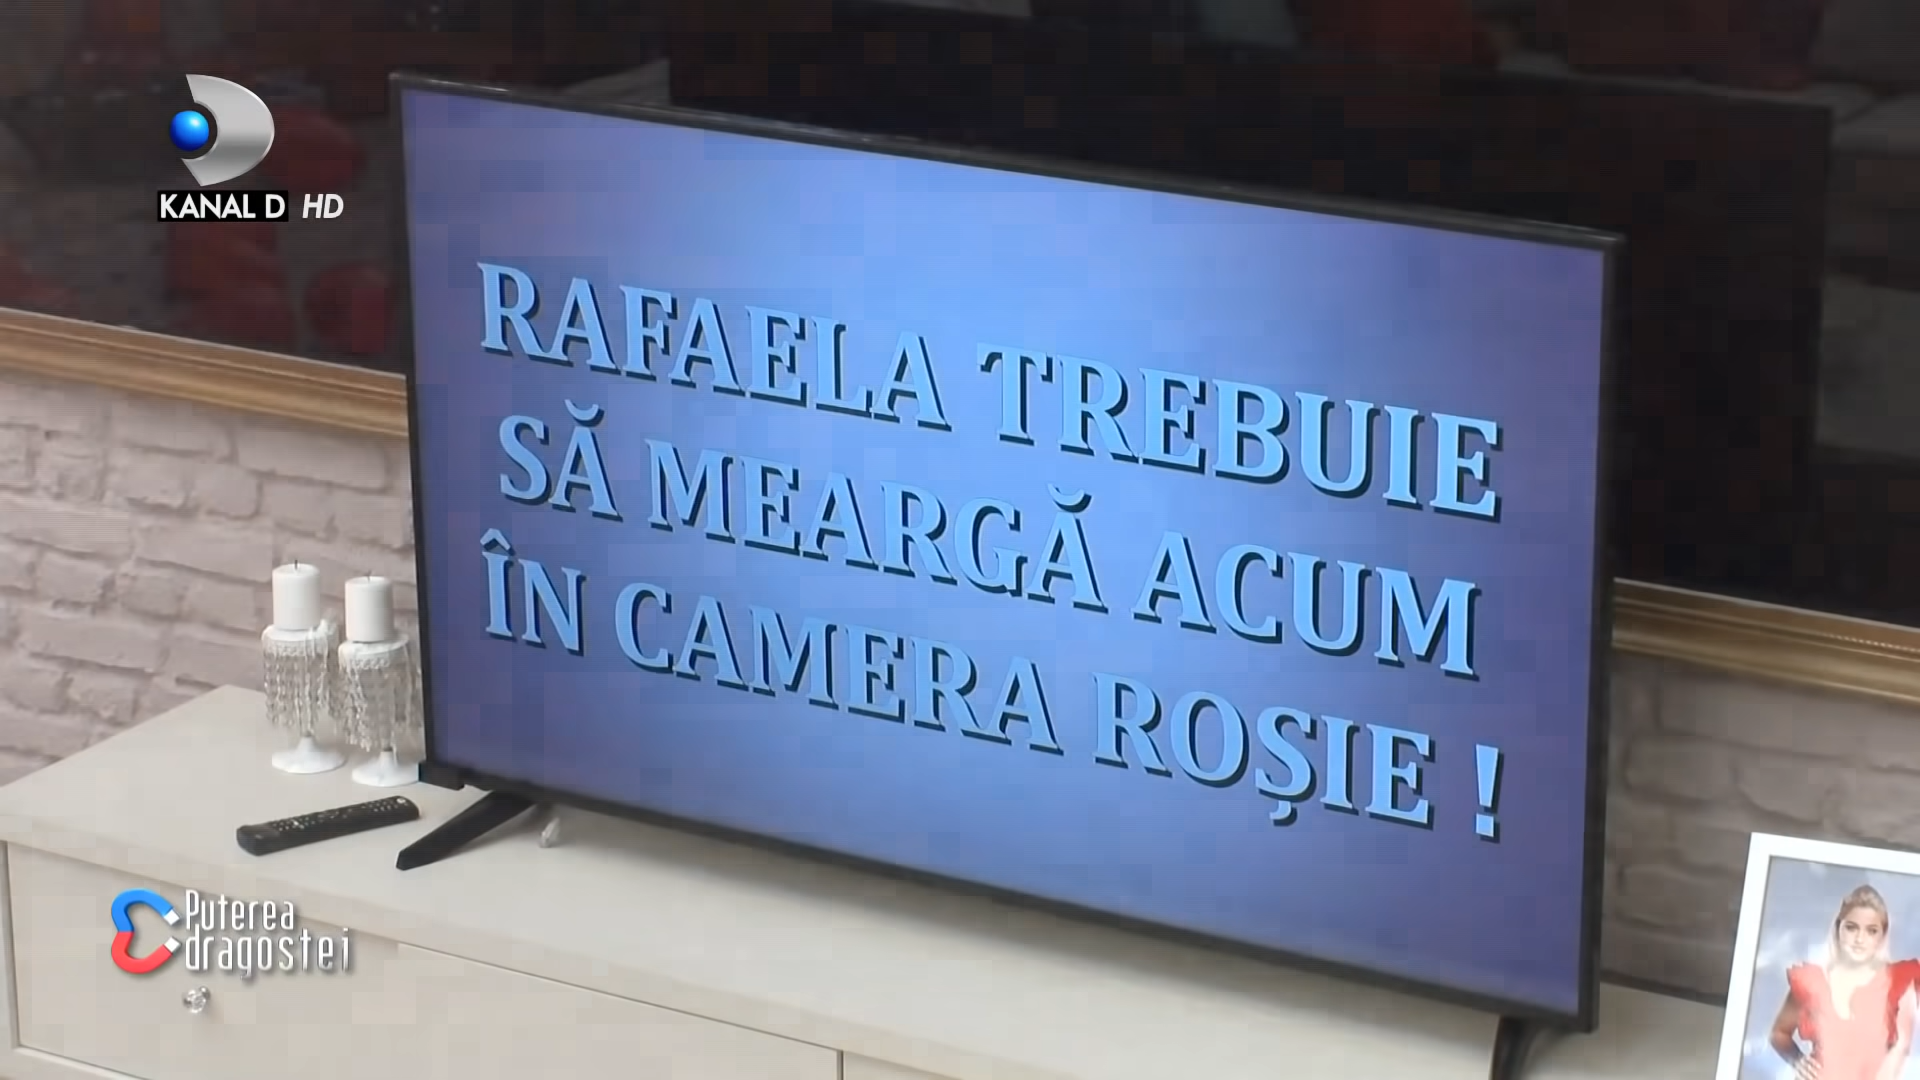 KANAL D HD
RAFAELA TREBUIE
SĂ MEARGĂ ACUM
ÎN CAMERA ROȘIE !
Puterea
dragostei